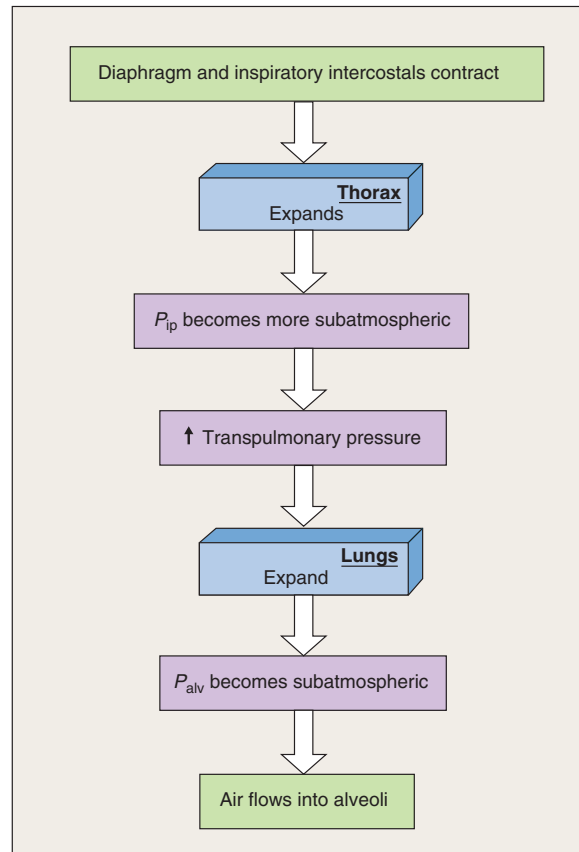 Diaphragm and inspiratory intercostals contract
Thorax
Expands
Pip becomes more subatmospheric
↑ Transpulmonary pressure
Lungs
Expand
Palv becomes subatmospheric
Air flows into alveoli